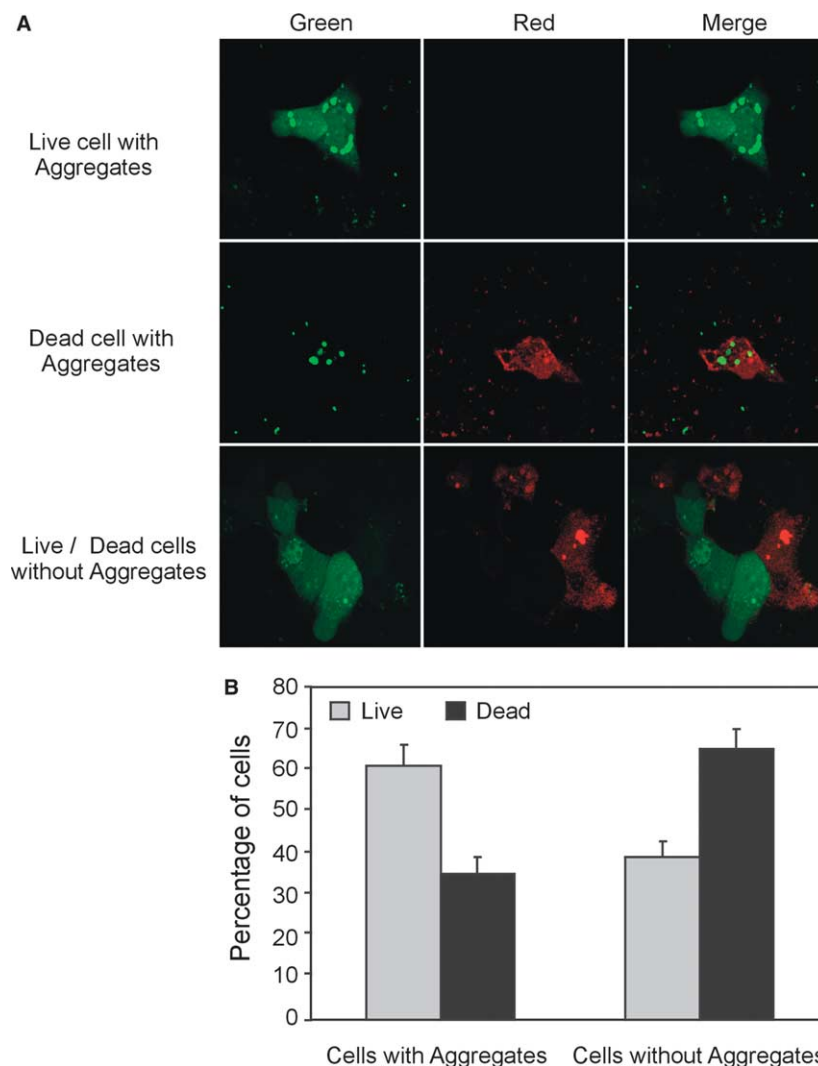 A
Green Red Merge
Live cell with
Aggregates
Dead cell with
Aggregates
Live / Dead cells
without Aggregates
B
Percentage of cells
80
70
60
50
40
30
20
10
0
Live Dead
Cells with Aggregates Cells without Aggregates